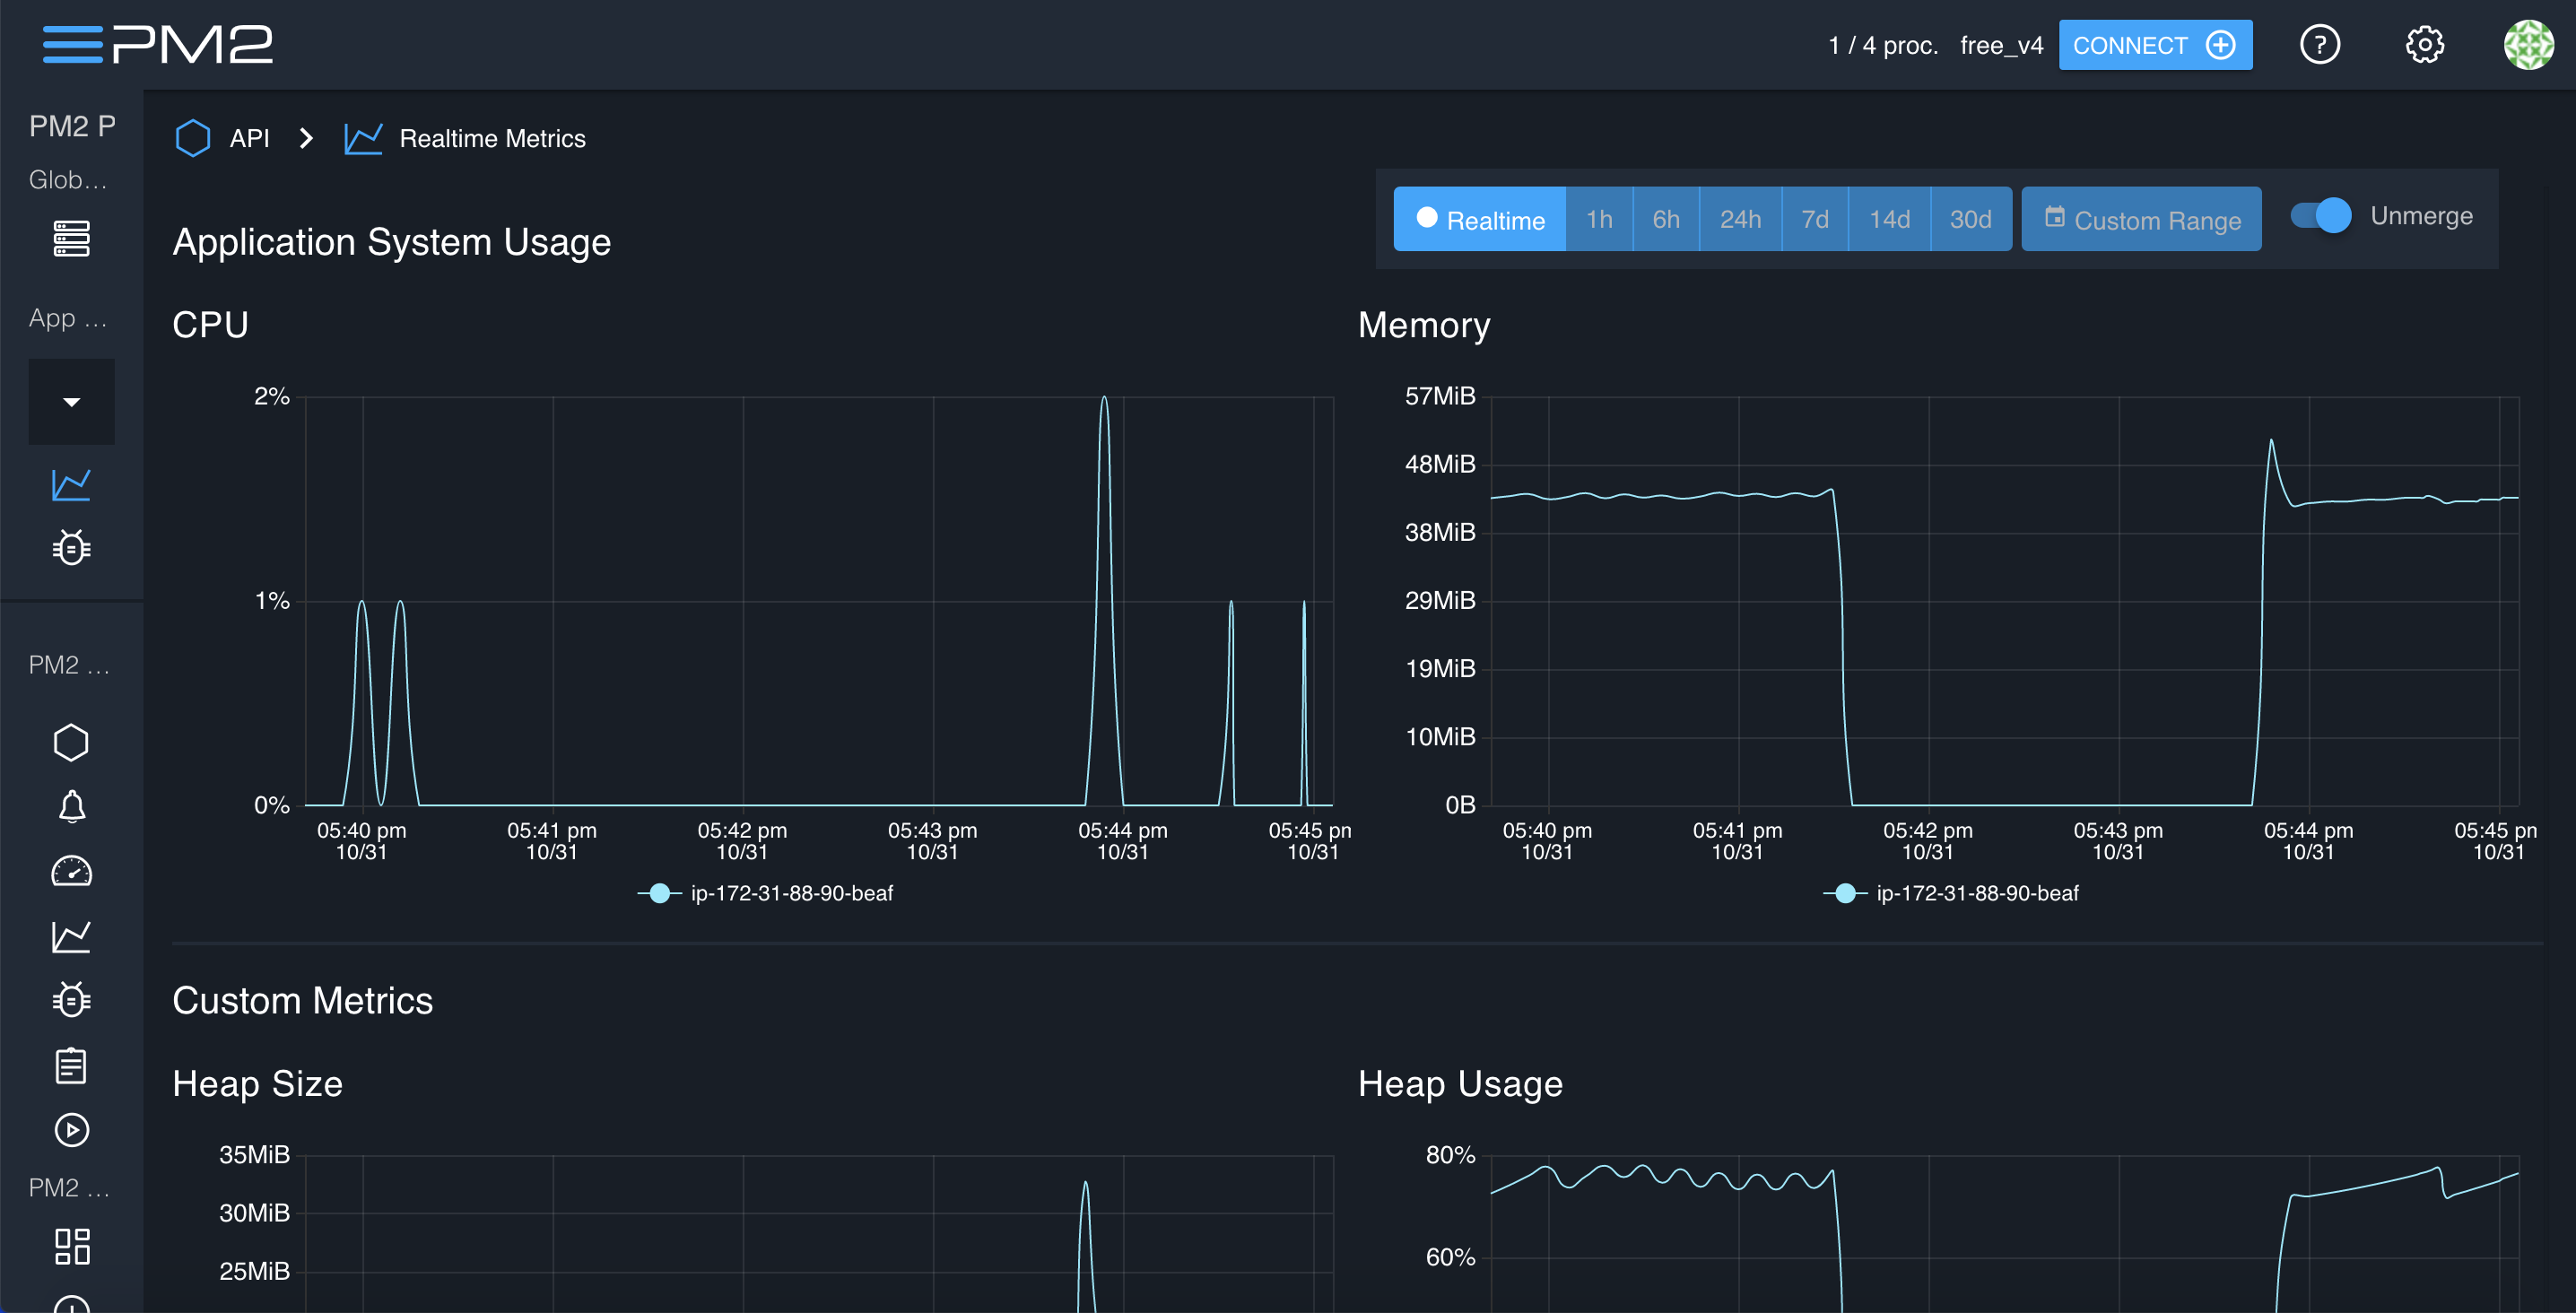 PM2
1 / 4 proc. free_v4 CONNECT
PM2 P
Glob...
App ...
PM2 ...
PM2 ...
API Realtime Metrics
Realtime 1h 6h 24h 7d 14d 30d Custom Range Unmerge
Application System Usage
CPU
2%
1%
0%
05:40 pm 05:41 pm 05:42 pm 05:43 pm 05:44 pm 05:45 pn
10/31 10/31 10/31 10/31 10/31 10/31
ip-172-31-88-90-beaf
Memory
57MiB
48MiB
38MiB
29MiB
19MiB
10MiB
0B
05:40 pm 05:41 pm 05:42 pm 05:43 pm 05:44 pm 05:45 pn
10/31 10/31 10/31 10/31 10/31 10/31
ip-172-31-88-90-beaf
Custom Metrics
Heap Size
35MiB
30MiB
25MiB
Heap Usage
80%
60%